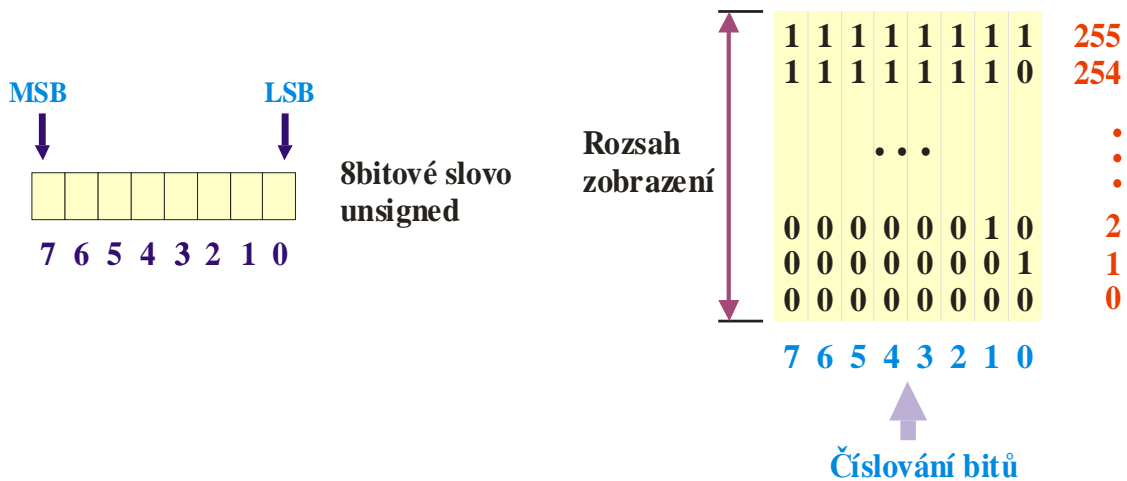 MSB LSB
7 6 5 4 3 2 1 0
8bitové slovo
unsigned
Rozsah
zobrazení
1 1 1 1 1 1 1 1 255
1 1 1 1 1 1 1 0 254
...
0 0 0 0 0 0 1 0 2
0 0 0 0 0 0 0 1 1
0 0 0 0 0 0 0 0 0
7 6 5 4 3 2 1 0
Číslování bitů